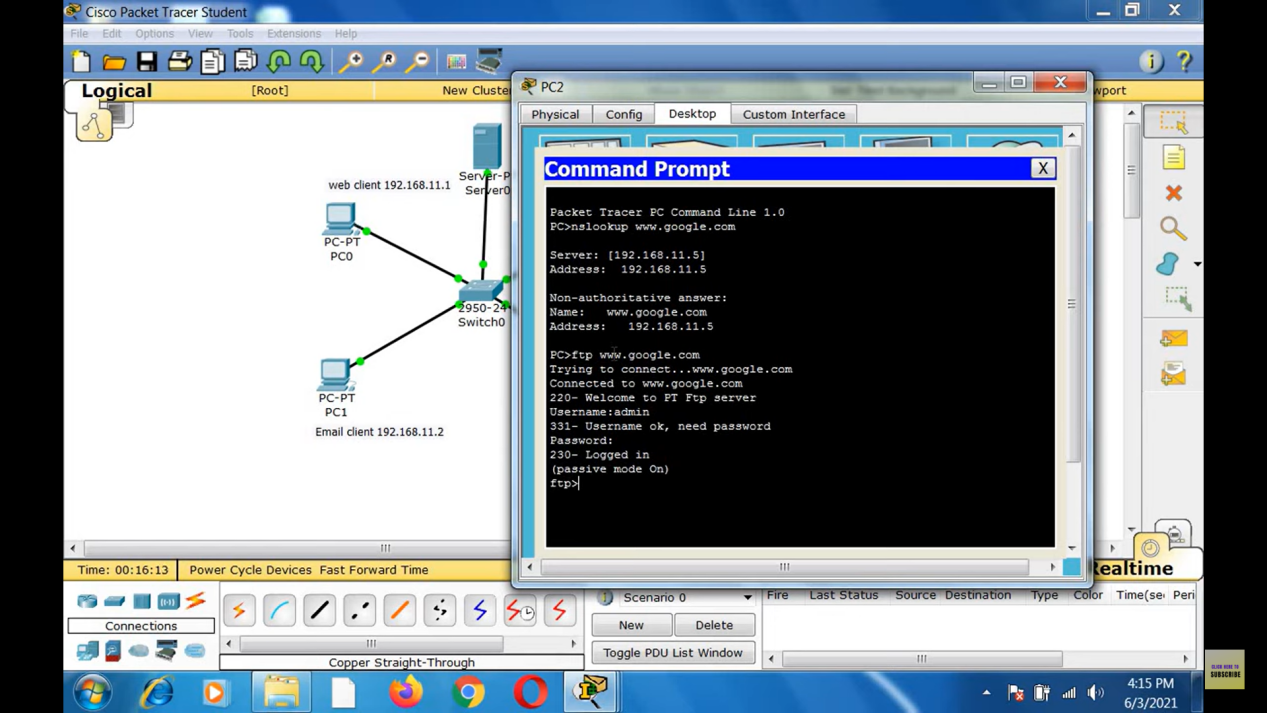 Cisco Packet Tracer Student
File Edit Options View Tools Extensions Help
Logical
[Root]
New Cluster
PC2
Physical
Config
Desktop
Custom Interface
Command Prompt
X
Packet Tracer PC Command Line 1.0
PC>nslookup www.google.com
Server: [192.168.11.5]
Address: 192.168.11.5
Non-authoritative answer:
Name: www.google.com
Address: 192.168.11.5
PC>ftp www.google.com
Trying to connect...www.google.com
Connected to www.google.com
220- Welcome to PT Ftp server
Username:admin
331- Username ok, need password
Password:
230- Logged in
(passive mode On)
ftp>
Server-P
Server0
web client 192.168.11.1
PC-PT
PC0
2950-24
Switch0
PC-PT
PC1
Email client 192.168.11.2
Time: 00:16:13
Power Cycle Devices Fast Forward Time
Realtime
Connections
Copper Straight-Through
Scenario 0
New
Delete
Toggle PDU List Window
Fire Last Status Source Destination Type Color Time(sec Peri
4:15 PM
6/3/2021
CLICK HERE TO
SUBSCRIBE